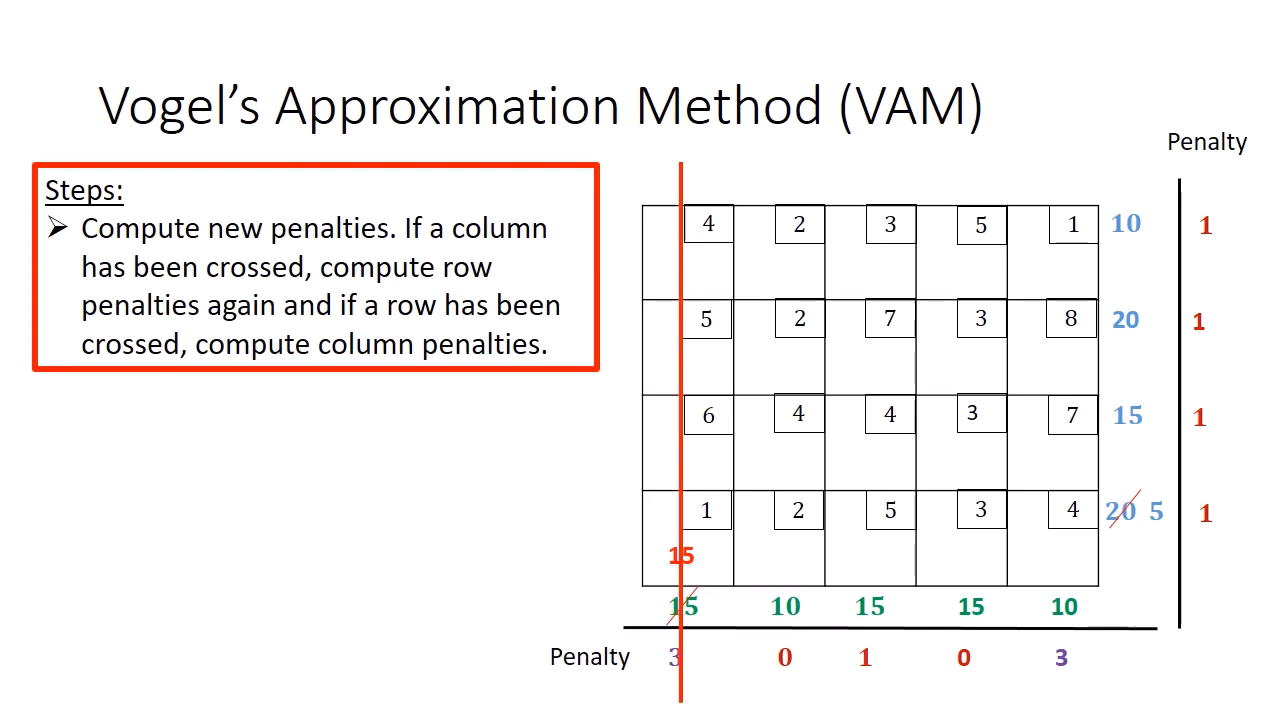 Vogel's Approximation Method (VAM)
Penalty
Steps:
➢ Compute new penalties. If a column
has been crossed, compute row
penalties again and if a row has been
crossed, compute column penalties.
4 2 3 5 1 10 1
5 2 7 3 8 20 1
6 4 4 3 7 15 1
1 2 5 3 4 20 5 1
15
15 10 15 15 10
Penalty 3 0 1 0 3